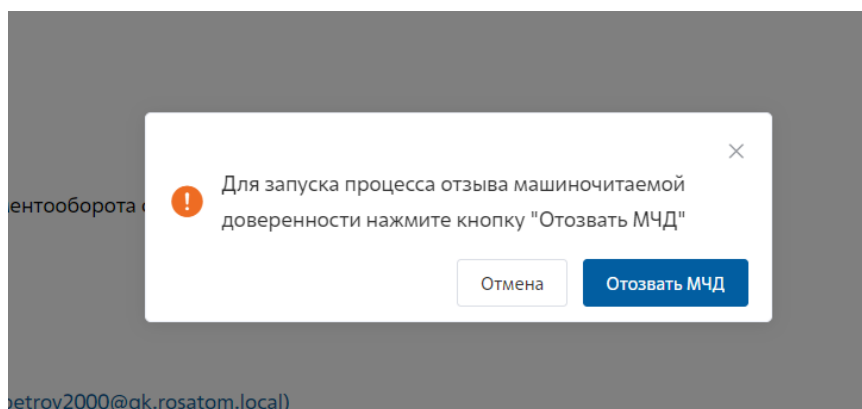 Для запуска процесса отзыва машиночитаемой
ентооборота
доверенности нажмите кнопку "Отозвать МЧД"
Отмена
Отозвать МЧД
petrov2000@gk.rosatom.local)